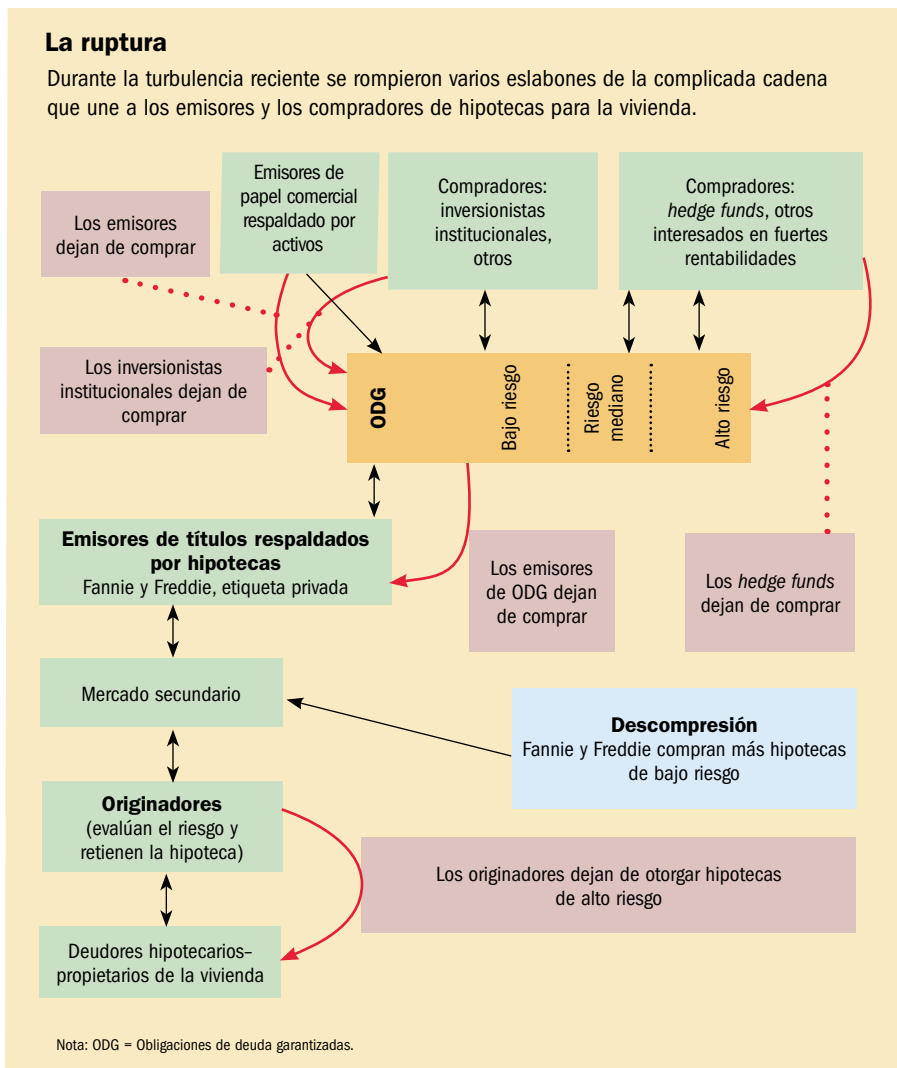 La ruptura
Durante la turbulencia reciente se rompieron varios eslabones de la complicada cadena
que une a los emisores y los compradores de hipotecas para la vivienda.
Los emisores
dejan de comprar
Emisores de
papel comercial
respaldado por
activos
Compradores:
inversionistas
institucionales,
otros
Compradores:
hedge funds, otros
interesados en fuertes
rentabilidades
Los inversionistas
institucionales dejan de
comprar
ODG
Bajo riesgo
Riesgo
mediano
Alto riesgo
Emisores de títulos respaldados
por hipotecas
Fannie y Freddie, etiqueta privada
Los emisores
de ODG dejan
de comprar
Los hedge funds
dejan de comprar
Mercado secundario
Descompresión
Fannie y Freddie compran más hipotecas
de bajo riesgo
Originadores
(evalúan el riesgo y
retienen la hipoteca)
Los originadores dejan de otorgar hipotecas
de alto riesgo
Deudores hipotecarios–
propietarios de la vivienda
Nota: ODG = Obligaciones de deuda garantizadas.